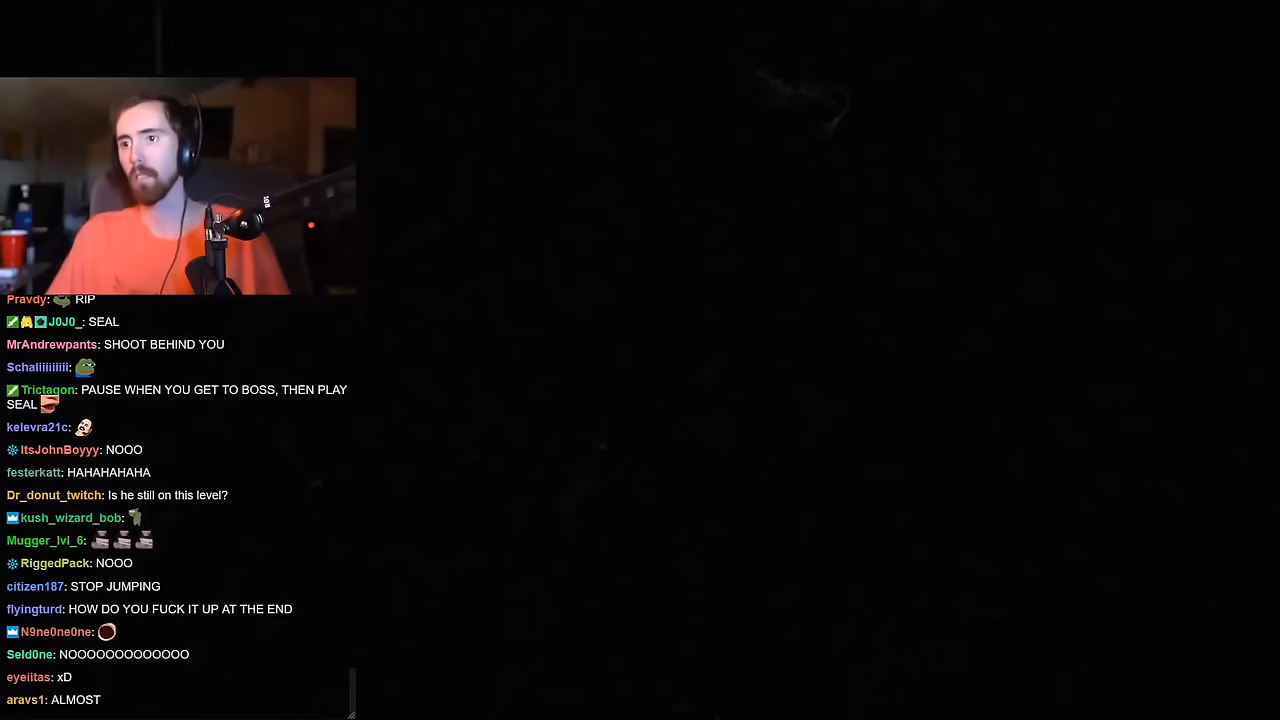 Pravdy: RIP
J0J0_: SEAL
MrAndrewpants: SHOOT BEHIND YOU
Schaliiiiiiiiii:
Trictagon: PAUSE WHEN YOU GET TO BOSS, THEN PLAY
SEAL
kelevra21c:
ItsJohnBoyyy: NOOO
festerkatt: HAHAHAHAHA
Dr_donut_twitch: Is he still on this level?
kush_wizard_bob:
Mugger_lvl_6:
RiggedPack: NOOO
citizen187: STOP JUMPING
flyingturd: HOW DO YOU FUCK IT UP AT THE END
N9ne0ne0ne:
Seld0ne: NOOOOOOOOOOOOO
eyeiitas: xD
aravs1: ALMOST